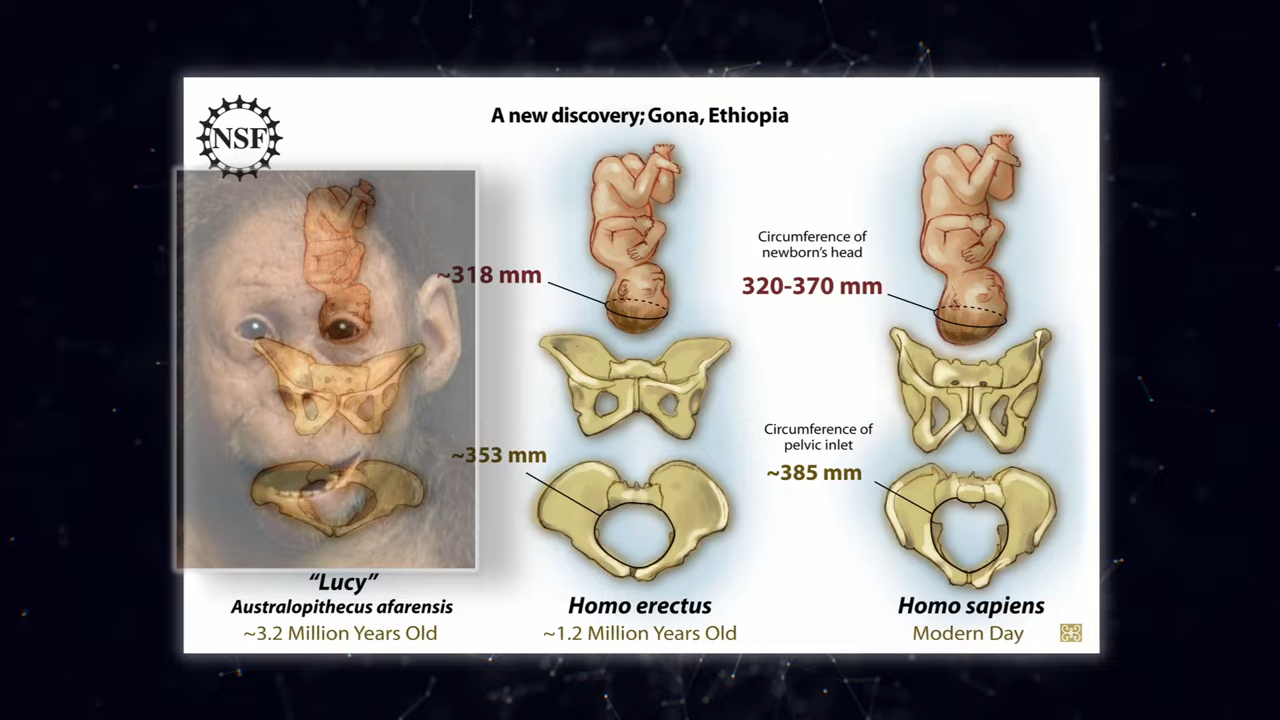 NSF
A new discovery; Gona, Ethiopia
~318 mm
Circumference of
newborn's head
320-370 mm
~353 mm
Circumference of
pelvic inlet
~385 mm
"Lucy"
Australopithecus afarensis
~3.2 Million Years Old
Homo erectus
~1.2 Million Years Old
Homo sapiens
Modern Day